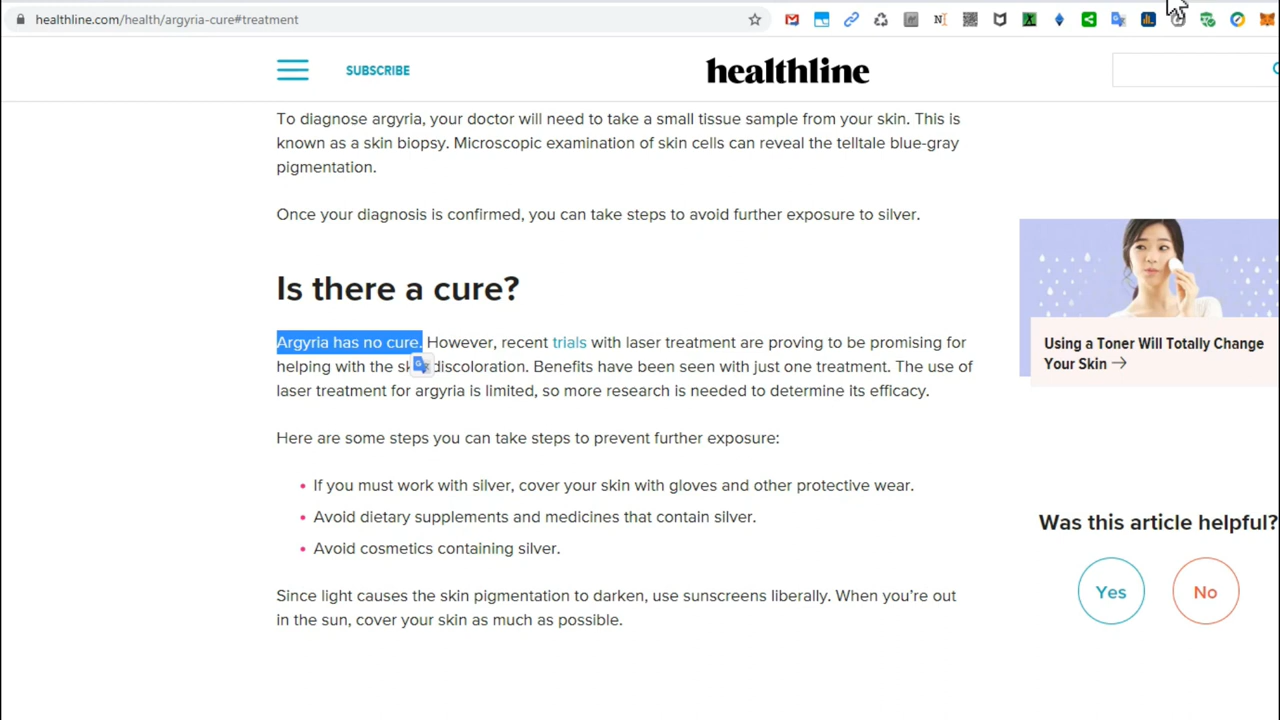 healthline.com/health/argyria-cure#treatment
SUBSCRIBE
healthline
To diagnose argyria, your doctor will need to take a small tissue sample from your skin. This is
known as a skin biopsy. Microscopic examination of skin cells can reveal the telltale blue-gray
pigmentation.
Once your diagnosis is confirmed, you can take steps to avoid further exposure to silver.
Is there a cure?
Argyria has no cure. However, recent trials with laser treatment are proving to be promising for
helping with the sk discoloration. Benefits have been seen with just one treatment. The use of
laser treatment for argyria is limited, so more research is needed to determine its efficacy.
Here are some steps you can take steps to prevent further exposure:
• If you must work with silver, cover your skin with gloves and other protective wear.
• Avoid dietary supplements and medicines that contain silver.
• Avoid cosmetics containing silver.
Since light causes the skin pigmentation to darken, use sunscreens liberally. When you’re out
in the sun, cover your skin as much as possible.
Using a Toner Will Totally Change
Your Skin →
Was this article helpful?
Yes
No